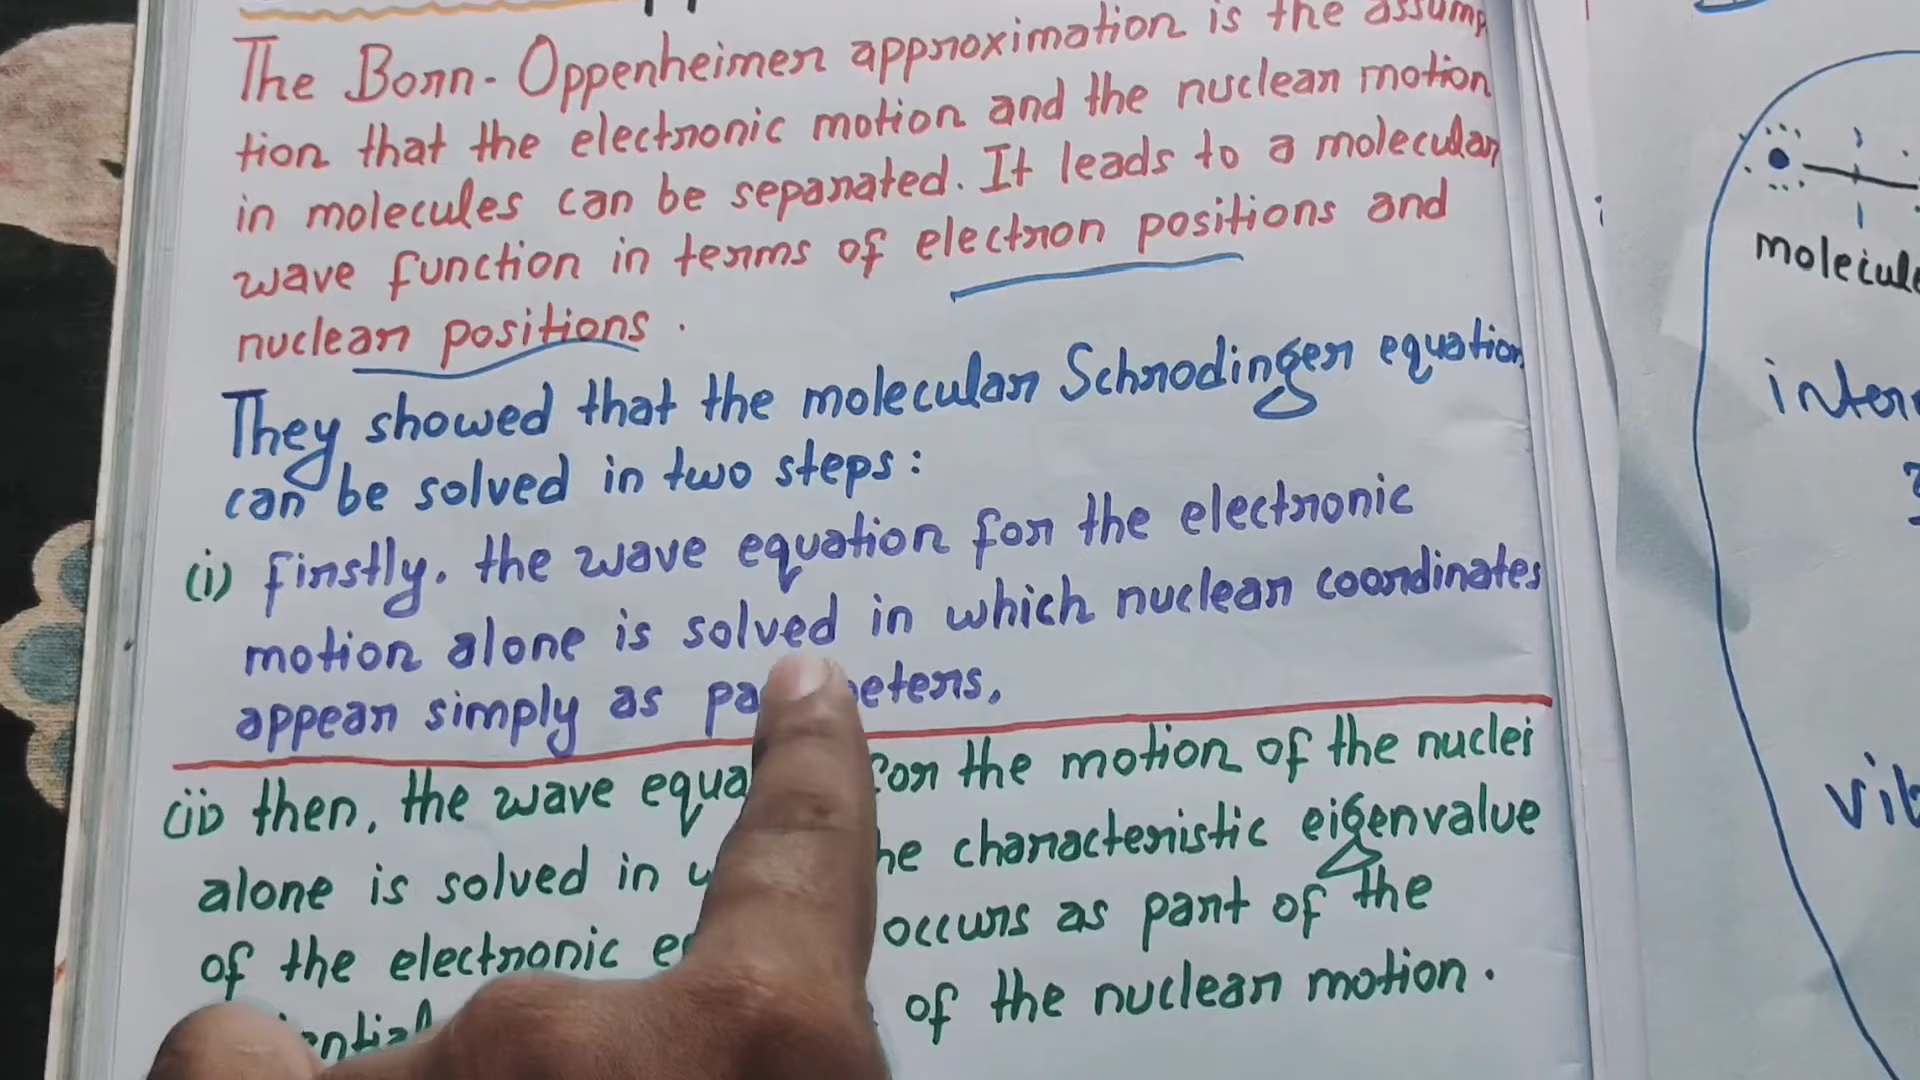 The Born-Oppenheimer approximation is the assump
tion that the electronic motion and the nuclear motion
in molecules can be separated. It leads to a molecular
wave function in terms of electron positions and
nuclear positions.
They showed that the molecular Schrodinger equation
can be solved in two steps:
(i) firstly. the wave equation for the electronic
motion alone is solved in which nuclear coordinates
appear simply as pa eters,
(ii) then, the wave equa for the motion of the nuclei
alone is solved in he characteristic eigenvalue
of the electronic occurs as part of the
of the nuclear motion.
molecule
inter
vib